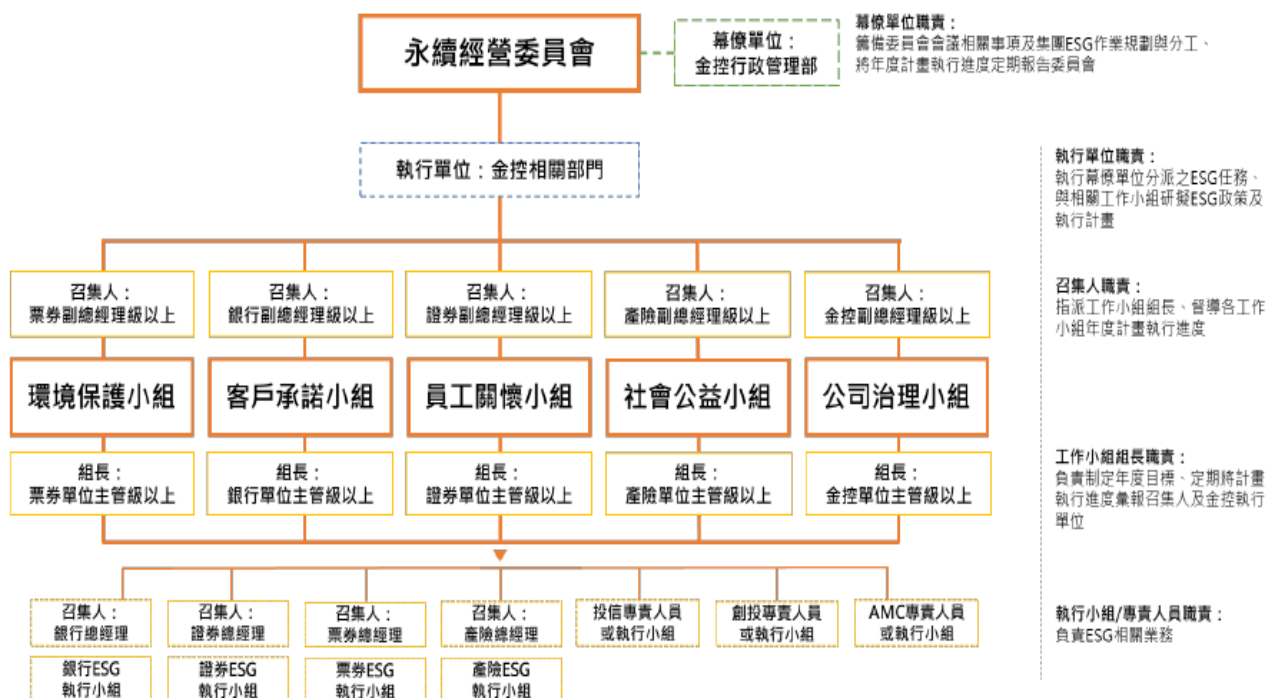 永續經營委員會
幕僚單位：
金控行政管理部
幕僚單位職責：
籌備委員會會議相關事項及集團ESG作業規劃與分工、
將年度計畫執行進度定期報告委員會
執行單位：金控相關部門
執行單位職責：
執行幕僚單位分派之ESG任務、
與相關工作小組研擬ESG政策及
執行計畫
召集人：
票券副總經理級以上
召集人：
銀行副總經理級以上
召集人：
證券副總經理級以上
召集人：
產險副總經理級以上
召集人：
金控副總經理級以上
召集人職責：
指派工作小組組長、督導各工作
小組年度計畫執行進度
環境保護小組
客戶承諾小組
員工關懷小組
社會公益小組
公司治理小組
組長：
票券單位主管級以上
組長：
銀行單位主管級以上
組長：
證券單位主管級以上
組長：
產險單位主管級以上
組長：
金控單位主管級以上
工作小組組長職責：
負責制定年度目標、定期將計畫
執行進度彙報召集人及金控執行
單位
召集人：
銀行總經理
召集人：
證券總經理
召集人：
票券總經理
召集人：
產險總經理
投信專責人員
或執行小組
創投專責人員
或執行小組
AMC專責人員
或執行小組
執行小組/專責人員職責：
負責ESG相關業務
銀行ESG
執行小組
證券ESG
執行小組
票券ESG
執行小組
產險ESG
執行小組